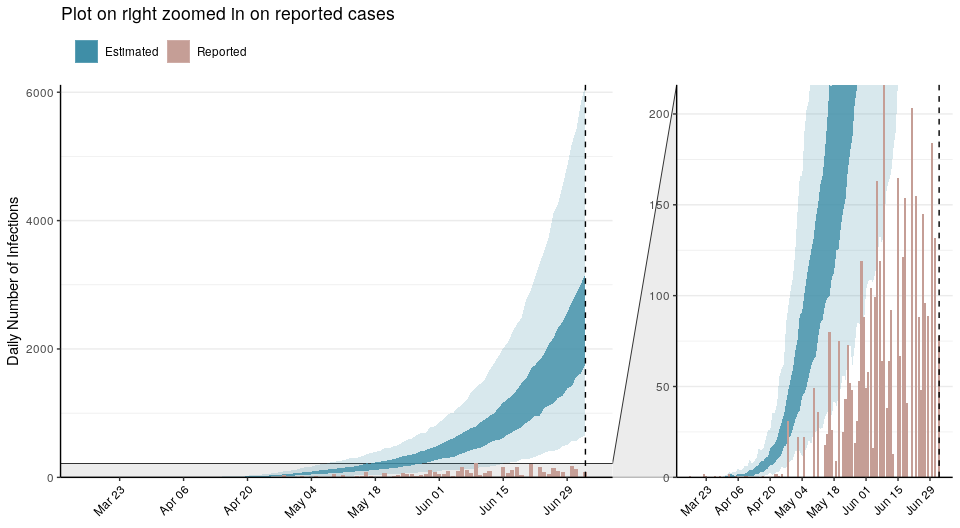 Plot on right zoomed in on reported cases
Estimated
Reported
Daily Number of Infections
6000
4000
2000
0
Mar 23
Apr 06
Apr 20
May 04
May 18
Jun 01
Jun 15
Jun 29
200
150
100
50
0
Mar 23
Apr 06
Apr 20
May 04
May 18
Jun 01
Jun 15
Jun 29